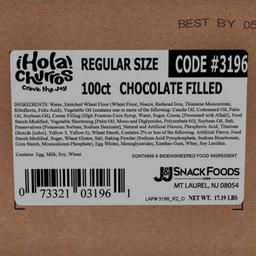 BEST BY 05
¡Hola!
Churros
Crave the Joy
REGULAR SIZE CODE #3196
100ct CHOCOLATE FILLED
INGREDIENTS: Water, Enriched Wheat Flour (Wheat Flour, Niacin, Reduced Iron, Thiamine Mononitrate,
Riboflavin, Folic Acid), Vegetable Oil (contains one or more of the following oils: Canola Oil, Corn Oil, Palm
Oil, Soybean Oil), Creme Filling (High Fructose Corn Syrup, Water, Sugar, Cocoa, [Processed with Alkali], Food
Starch-Modified, Vegetable Shortening [Palm Oil, Mono and Diglycerides, Polysorbate 60], Soybean Oil, Salt,
Preservatives [Potassium Sorbate, Sodium Benzoate], Natural and Artificial Flavors, Phosphoric Acid, Titanium
Dioxide [color], Yellow 5, Yellow 6), Wheat Starch, Contains 2% or less of the following: Artificial Flavors, Food
Starch-Modified, Sugar, Wheat Gluten, Salt, Baking Powder (Sodium Acid Pyrophosphate, Sodium Bicarbonate,
Corn Starch, Monocalcium Phosphate), Egg Whites, Monoglycerides, Xanthan Gum, Whey, Soy Lecithin.
Contains: Egg, Milk, Soy, Wheat
CONTAINS A BIOENGINEERED FOOD INGREDIENT
0 73321 03196 1
J&J SNACK FOODS
CORP.
MT LAUREL, NJ 08054
LAP# 3196_R2_O NET WT. 17.19 LBS